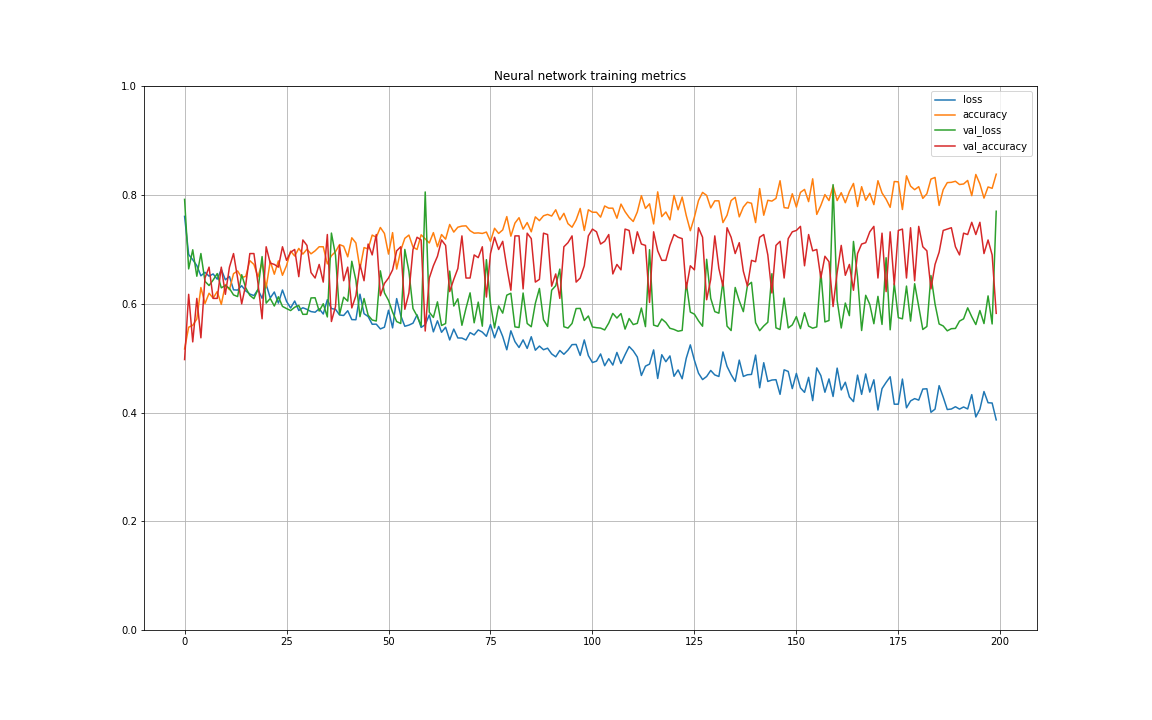 Neural network training metrics
loss
accuracy
val_loss
val_accuracy
1.0
0.8
0.6
0.4
0.2
0.0
0 25 50 75 100 125 150 175 200